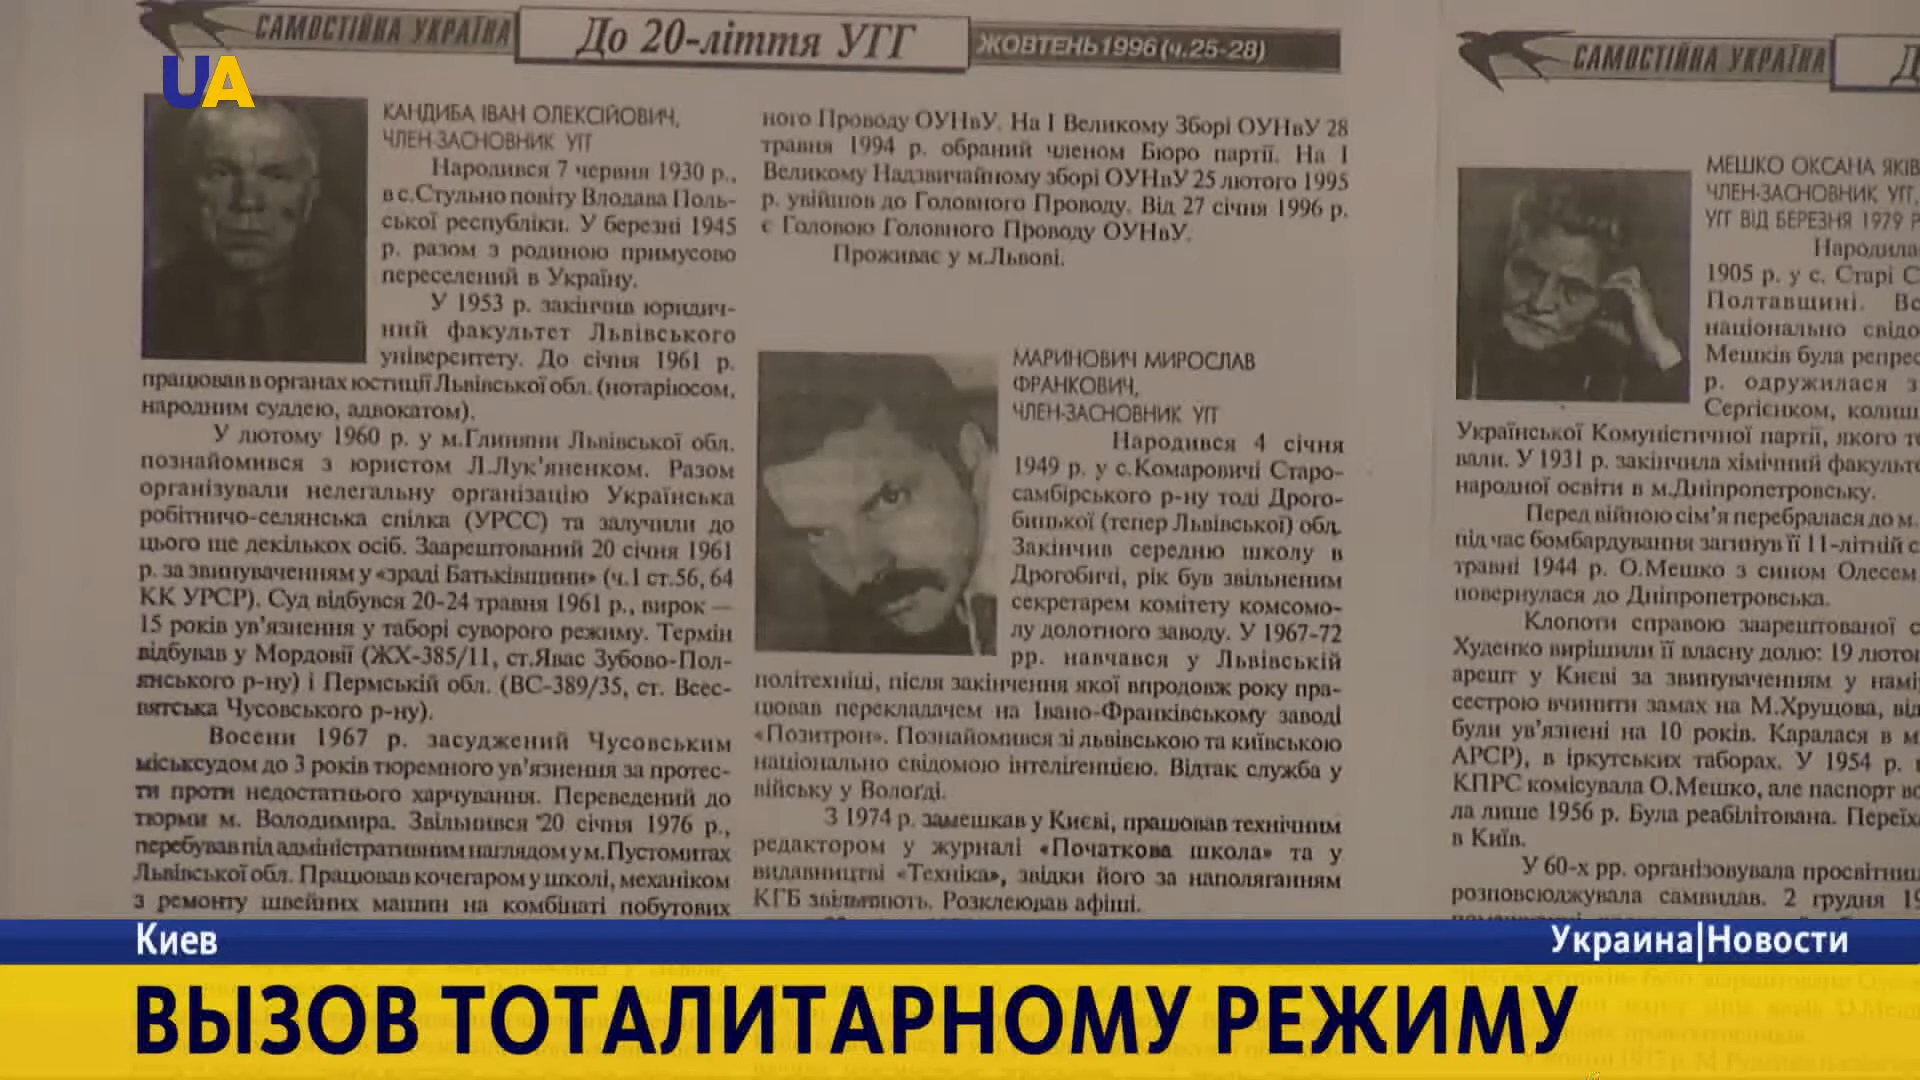 САМОСТІЙНА УКРАЇНА
До 20-ліття УГГ
ЖОВТЕНЬ 1996 (ч.25-28)
UA
КАНДИБА ІВАН ОЛЕКСІЙОВИЧ,
ЧЛЕН-ЗАСНОВНИК УГГ
Народився 7 червня 1930 р.,
в с.Стульно повіту Влодава Поль-
ської республіки. У березні 1945
р. разом з родиною примусово
переселений в Україну.
У 1953 р. закінчив юридич-
ний факультет Львівського
університету. До січня 1961 р.
працював в органах юстиції Львівської обл. (нотаріюсом,
народним суддею, адвокатом).
У лютому 1960 р. у м.Глиняни Львівської обл.
познайомився з юристом Л.Лук’яненком. Разом
організували нелегальну організацію Українська
робітничо-селянська спілка (УРСС) та залучили до
цього ще декількох осіб. Заарештований 20 січня 1961
р. за звинуваченням у «зраді Батьківщини» (ч.1 ст.56, 64
КК УРСР). Суд відбувся 20-24 травня 1961 р., вирок —
15 років ув’язнення у таборі суворого режиму. Термін
відбував у Мордовії (ЖХ-385/11, ст.Явас Зубово-Пол-
янського р-ну) і Пермській обл. (ВС-389/35, ст. Всес-
вятська Чусовського р-ну).
Восени 1967 р. засуджений Чусовським
міськсудом до 3 років тюремного ув’язнення за протес-
ти проти недостатнього харчування. Переведений до
тюрми м. Володимира. Звільнився 20 січня 1976 р.,
перебував під адміністративним наглядом у м.Пустомитах
Львівської обл. Працював кочегаром у школі, механіком
з ремонту швейних машин на комбінаті побутових
ного Проводу ОУНвУ. На І Великому Зборі ОУНвУ 28
травня 1994 р. обраний членом Бюро партії. На І
Великому Надзвичайному зборі ОУНвУ 25 лютого 1995
р. увійшов до Головного Проводу. Від 27 січня 1996 р.
є Головою Головного Проводу ОУНвУ.
Проживає у м.Львові.
МАРИНОВИЧ МИРОСЛАВ
ФРАНКОВИЧ,
ЧЛЕН-ЗАСНОВНИК УГГ
Народився 4 січня
1949 р. у с.Комаровичі Старо-
самбірського р-ну тоді Дрого-
бицької (тепер Львівської) обл.
Закінчив середню школу в
Дрогобичі, рік був звільненим
секретарем комітету комсомо-
лу долотного заводу. У 1967-72
рр. навчався у Львівській
політехніці, після закінчення якої впродовж року пра-
цював перекладачем на Івано-Франківському заводі
«Позитрон». Познайомився зі львівською та київською
національно свідомою інтелігенцією. Відтак служба у
війську у Вологді.
З 1974 р. замешкав у Києві, працював технічним
редактором у журналі «Початкова школа» та у
видавництві «Техніка», звідки його за наполяганням
КГБ звільняють. Розклеював афіші.
САМОСТІЙНА УКРАЇНА
Д
МЕШКО ОКСАНА ЯКІВ
ЧЛЕН-ЗАСНОВНИК УГГ,
УГГ ВІД БЕРЕЗНЯ 1979 Р
Народила
1905 р. у с. Старі С
Полтавщині. Вс
національно свідо
Мешків була репрес
р. одружилася з
Сергієнком, колиш
Української Комуністичної партії, якого
вали. У 1931 р. закінчила хімічний факульте
народної освіти в м.Дніпропетровську.
Перед війною сім’я перебралася до м.
під час бомбардування загинув її 11-літній с
травні 1944 р. О.Мешко з сином Олесем
повернулася до Дніпропетровська.
Клопоти справою заарештованої с
Худенко вирішили її власну долю: 19 лютог
арешт у Києві за звинуваченням у намі
сестрою вчинити замах на М.Хрущова, від
були ув’язнені на 10 років. Каралася в м
АРСР), в іркутських таборах. У 1954 р.
КПРС комісувала О.Мешко, але паспорт
ла лише 1956 р. Була реабілітована. Переїх
в Київ.
У 60-х рр. організовувала просвітниц
розповсюджувала самвидав. 2 грудня 19
Киев
Украина|Новости
ВЫЗОВ ТОТАЛИТАРНОМУ РЕЖИМУ